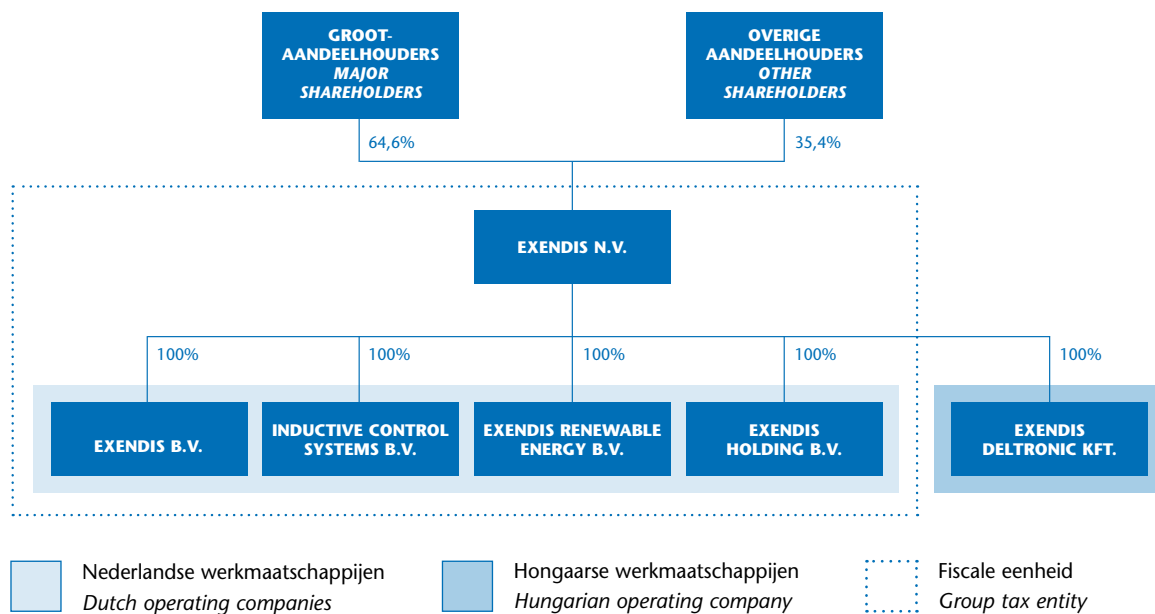 GROOT-
AANDEELHOUDERS
MAJOR
SHAREHOLDERS
OVERIGE
AANDEELHOUDERS
OTHER
SHAREHOLDERS
64,6%
35,4%
EXENDIS N.V.
100%
100%
100%
100%
100%
EXENDIS B.V.
INDUCTIVE CONTROL
SYSTEMS B.V.
EXENDIS RENEWABLE
ENERGY B.V.
EXENDIS
HOLDING B.V.
EXENDIS
DELTRONIC KFT.
Nederlandse werkmaatschappijen
Dutch operating companies
Hongaarse werkmaatschappijen
Hungarian operating company
Fiscale eenheid
Group tax entity